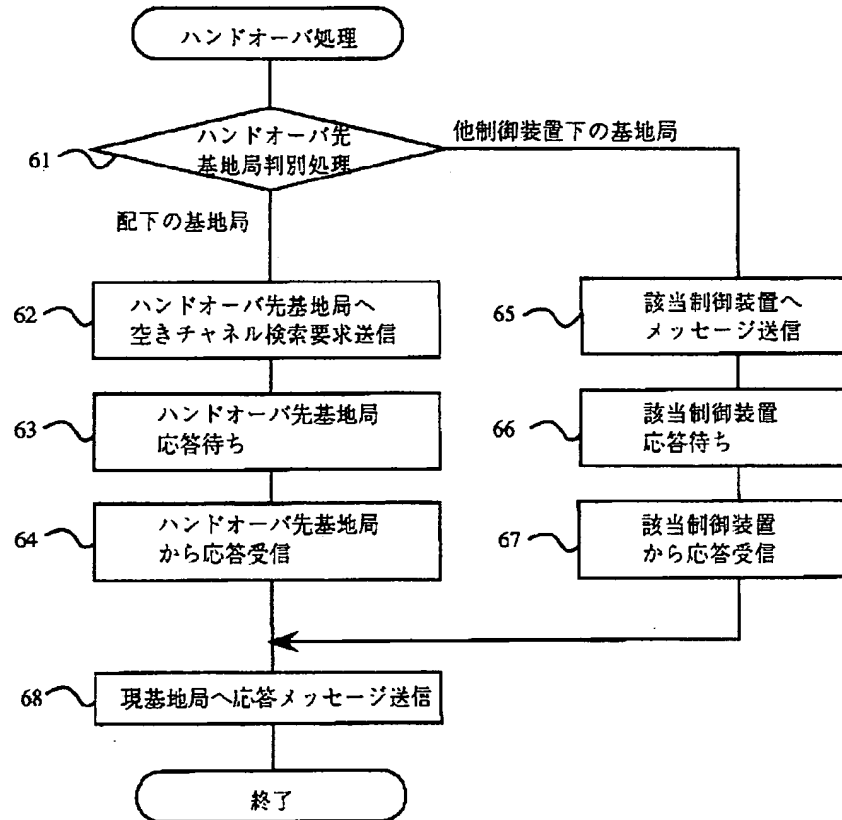 ハンドオーバ処理
61
ハンドオーバ先
基地局判別処理
他制御装置下の基地局
配下の基地局
62
ハンドオーバ先基地局へ
空きチャネル検索要求送信
63
ハンドオーバ先基地局
応答待ち
64
ハンドオーバ先基地局
から応答受信
65
該当制御装置へ
メッセージ送信
66
該当制御装置
応答待ち
67
該当制御装置
から応答受信
68
現基地局へ応答メッセージ送信
終了